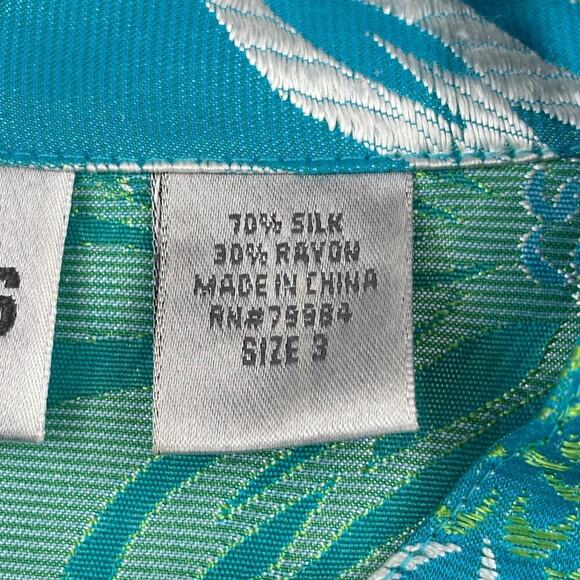 70% SILK
30% RAYON
MADE IN CHINA
RN#79984
SIZE 3
S